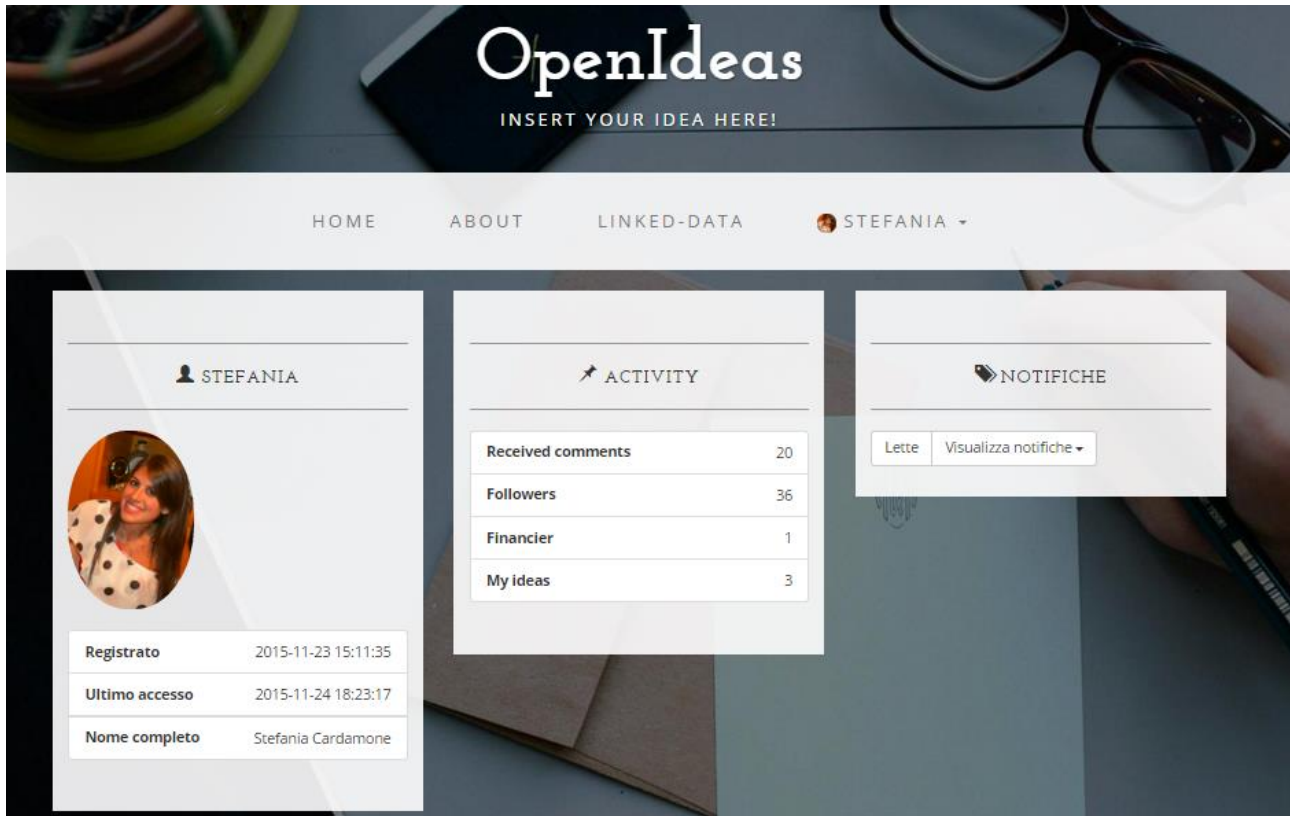 OpenIdeas
INSERT YOUR IDEA HERE!
HOME ABOUT LINKED-DATA STEFANIA
STEFANIA
Registrato 2015-11-23 15:11:35
Ultimo accesso 2015-11-24 18:23:17
Nome completo Stefania Cardamone
ACTIVITY
Received comments 20
Followers 36
Financier 1
My ideas 3
NOTIFICHE
Lette Visualizza notifiche